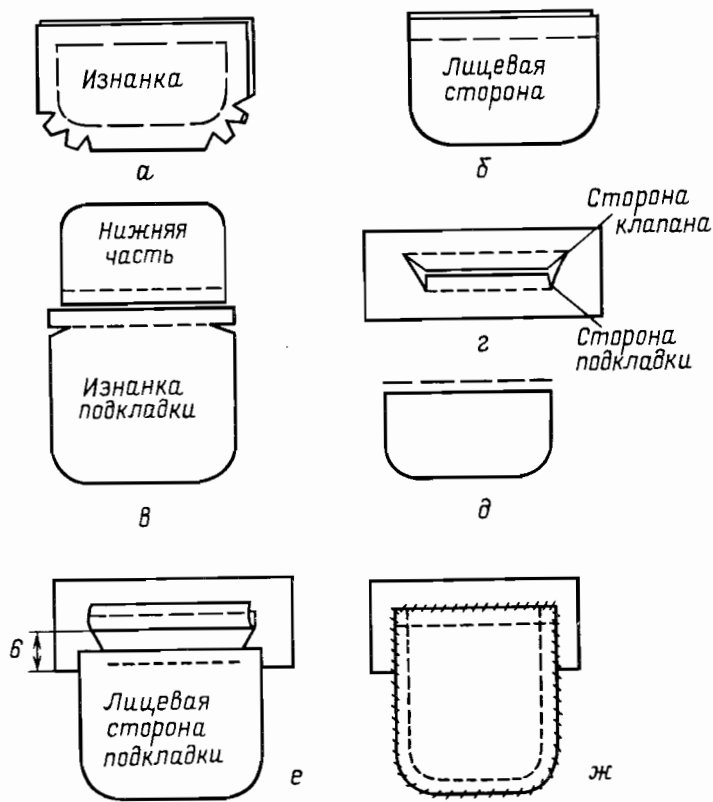 Изнанка
а
Лицевая
сторона
б
Нижняя
часть
Изнанка
подкладки
в
Сторона
клапана
Сторона
подкладки
г
д
6
Лицевая
сторона
подкладки
е
ж